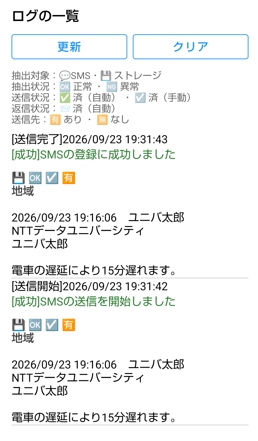 ログの一覧
更新 クリア
抽出対象：💬SMS・💾ストレージ
抽出状況：🆗 正常・🆖 異常
送信状況：✅ 済（自動）・☑️ 済（手動）
返信状況：📨 済（自動）
送信先：🈶 あり・🈚 なし
[送信完了]2026/09/23 19:31:43
[成功]SMSの登録に成功しました
💾 🆗 ☑️ 🈶
地域
2026/09/23 19:16:06 ユニバ太郎
NTTデータユニバーシティ
ユニバ太郎
電車の遅延により15分遅れます。
[送信開始]2026/09/23 19:31:42
[成功]SMSの送信を開始しました
💾 🆗 ☑️ 🈶
地域
2026/09/23 19:16:06 ユニバ太郎
NTTデータユニバーシティ
ユニバ太郎
電車の遅延により15分遅れます。